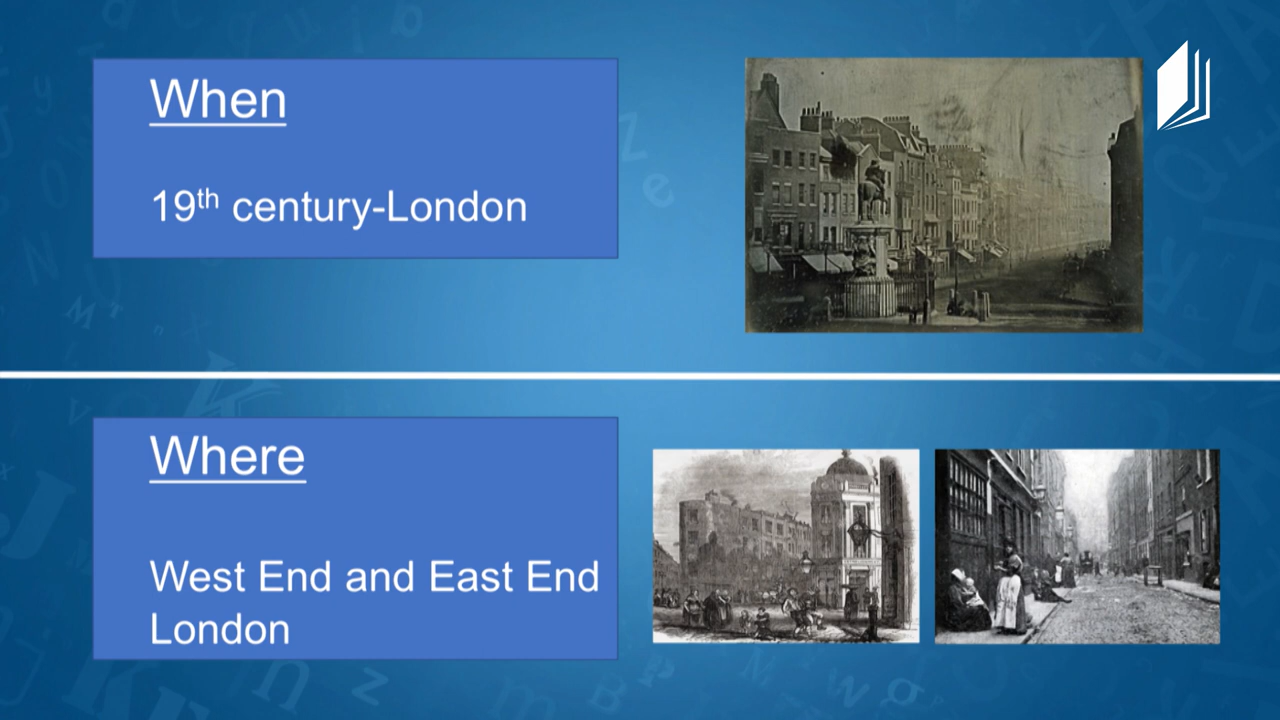 When
19th century-London
Where
West End and East End
London